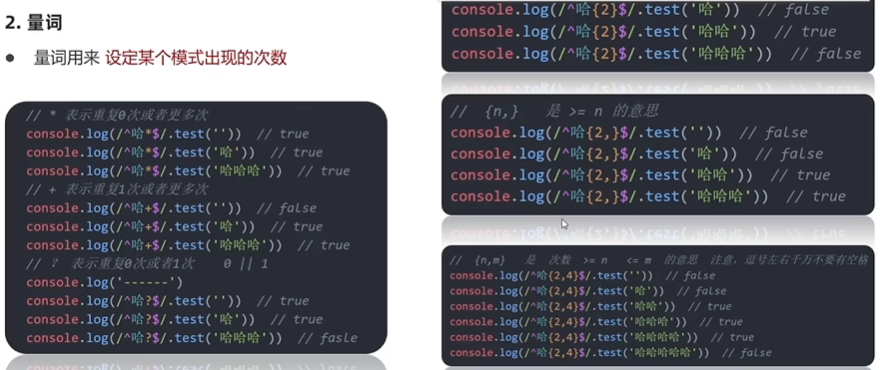 2. 量词
● 量词用来 设定某个模式出现的次数
// * 表示重复0次或者更多次
console.log(/^哈*$/.test('')) // true
console.log(/^哈*$/.test('哈')) // true
console.log(/^哈*$/.test('哈哈哈')) // true
// + 表示重复1次或者更多次
console.log(/^哈+$/.test('')) // false
console.log(/^哈+$/.test('哈')) // true
console.log(/^哈+$/.test('哈哈哈')) // true
// ? 表示重复0次或者1次 0 || 1
console.log('------')
console.log(/^哈?$/.test('')) // true
console.log(/^哈?$/.test('哈')) // true
console.log(/^哈?$/.test('哈哈哈')) // fasle
console.log(/^哈{2}$/.test('哈')) // false
console.log(/^哈{2}$/.test('哈哈')) // true
console.log(/^哈{2}$/.test('哈哈哈')) // false
// {n,} 是 >= n 的意思
console.log(/^哈{2,}$/.test('')) // false
console.log(/^哈{2,}$/.test('哈')) // false
console.log(/^哈{2,}$/.test('哈哈')) // true
console.log(/^哈{2,}$/.test('哈哈哈')) // true
// {n,m} 是 次数 >= n <= m 的意思 注意，逗号左右千万不要有空格
console.log(/^哈{2,4}$/.test('')) // false
console.log(/^哈{2,4}$/.test('哈')) // false
console.log(/^哈{2,4}$/.test('哈哈')) // true
console.log(/^哈{2,4}$/.test('哈哈哈')) // true
console.log(/^哈{2,4}$/.test('哈哈哈哈')) // true
console.log(/^哈{2,4}$/.test('哈哈哈哈哈')) // false